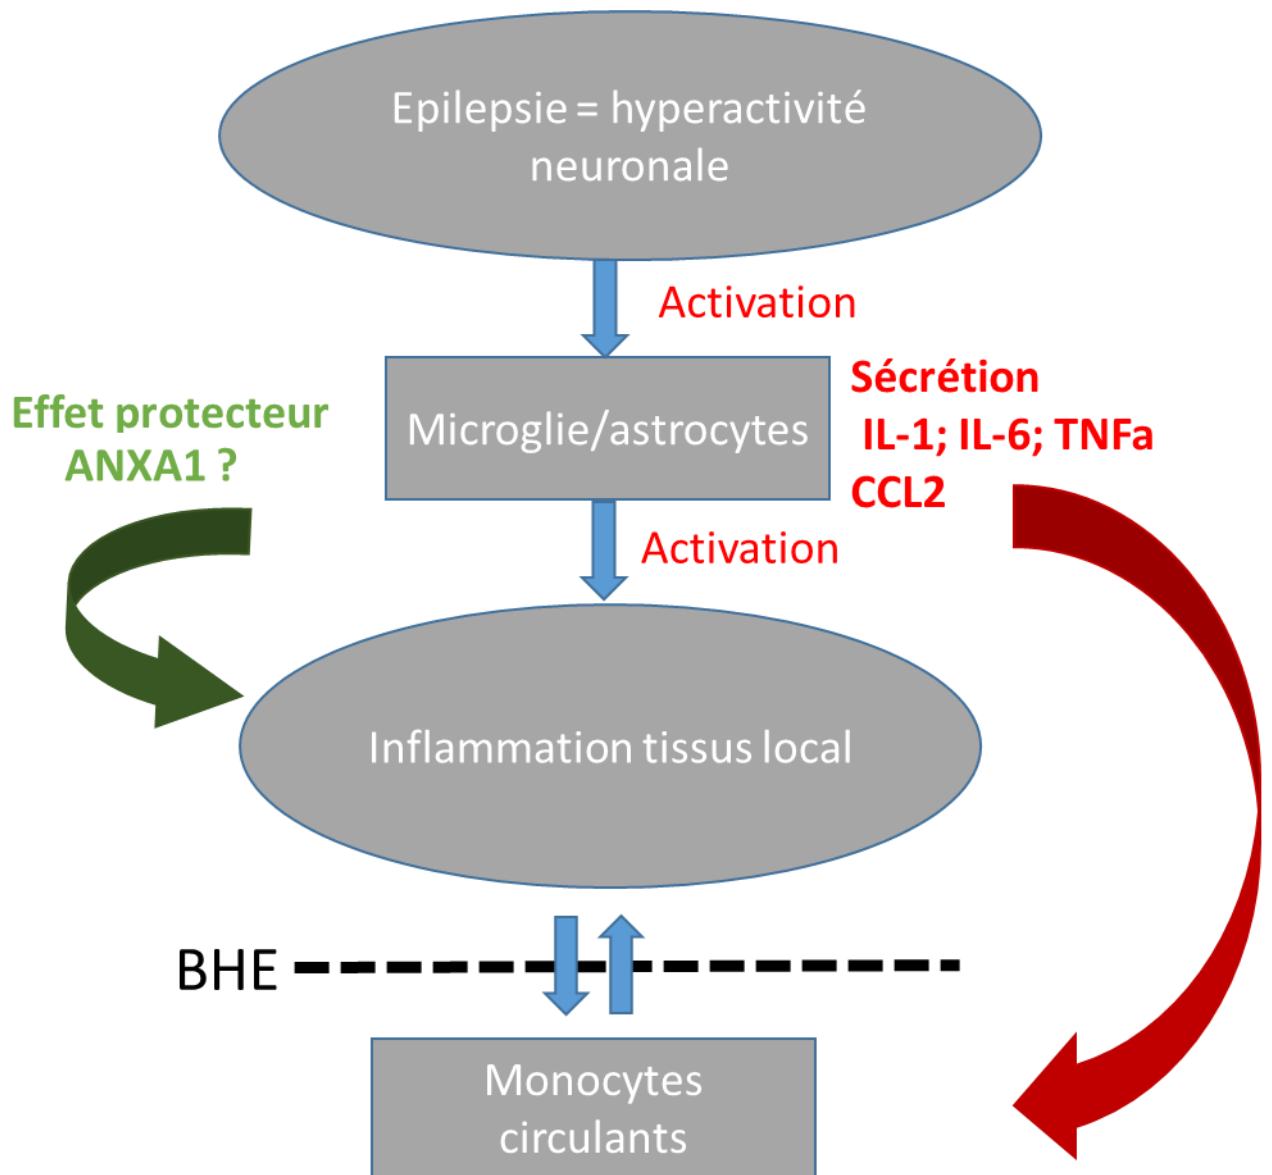 Epilepsie = hyperactivité
neuronale
Activation
Sécrétion
IL-1; IL-6; TNFa
CCL2
Microglie/astrocytes
Effet protecteur
ANXA1 ?
Activation
Inflammation tissus local
BHE
Monocytes
circulants